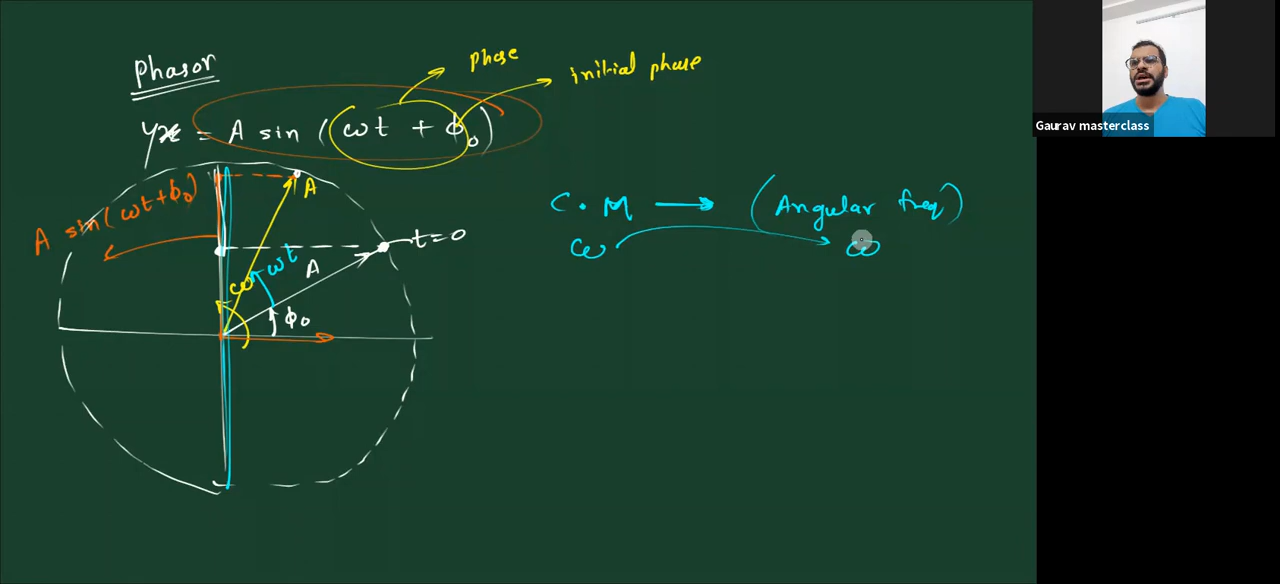 Phasor
phase
initial phase
y = A sin (ωt + ϕ₀)
A sin(ωt+ϕ₀)
A
t=0
ωt
A
ω
ϕ₀
C.M → (Angular freq)
ω ω
Gaurav masterclass